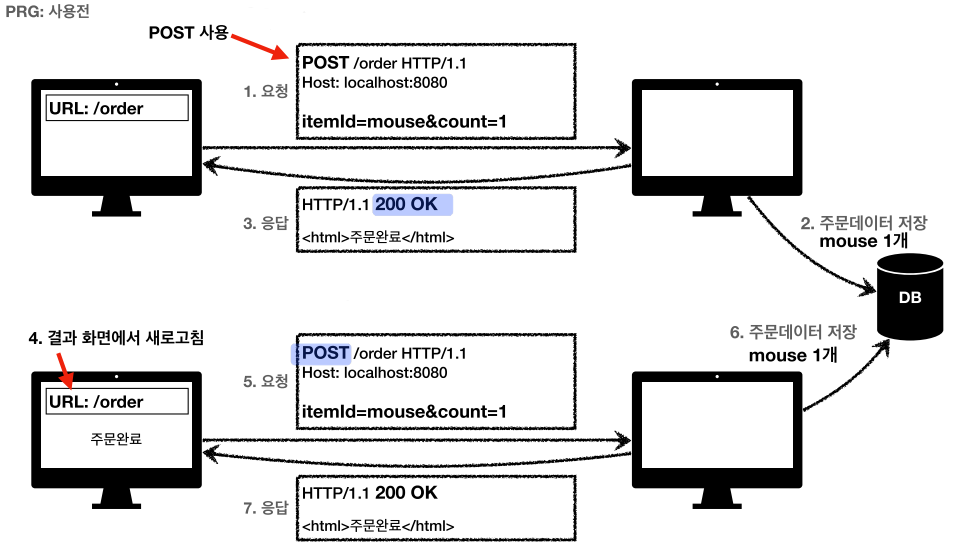 PRG: 사용전
POST 사용
POST /order HTTP/1.1
Host: localhost:8080
1. 요청
itemId=mouse&count=1
URL: /order
HTTP/1.1 200 OK
3. 응답
<html>주문완료</html>
2. 주문데이터 저장
mouse 1개
DB
4. 결과 화면에서 새로고침
POST /order HTTP/1.1
Host: localhost:8080
5. 요청
itemId=mouse&count=1
6. 주문데이터 저장
mouse 1개
URL: /order
주문완료
HTTP/1.1 200 OK
7. 응답
<html>주문완료</html>